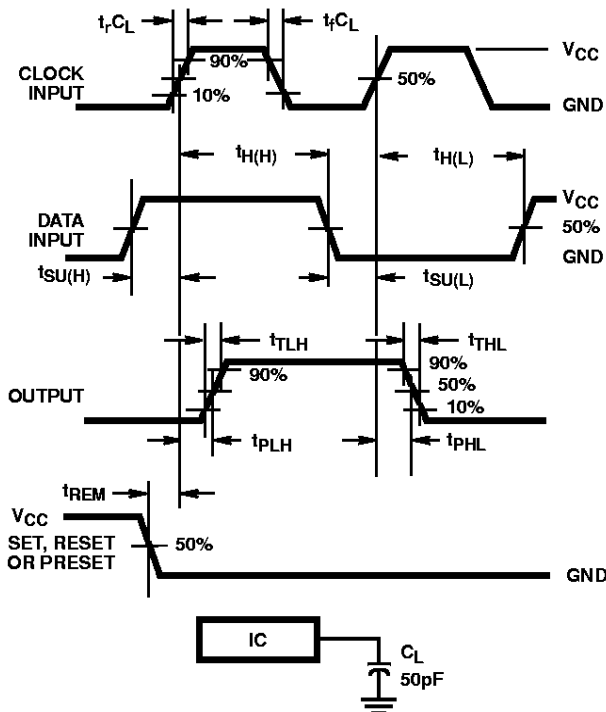 trCL
tfCL
CLOCK
INPUT
90%
10%
50%
VCC
GND
tH(H)
tH(L)
DATA
INPUT
VCC
50%
GND
tSU(H)
tSU(L)
tTLH
tTHL
OUTPUT
90%
90%
50%
10%
tPLH
tPHL
tREM
VCC
SET, RESET
OR PRESET
50%
GND
IC
CL
50pF